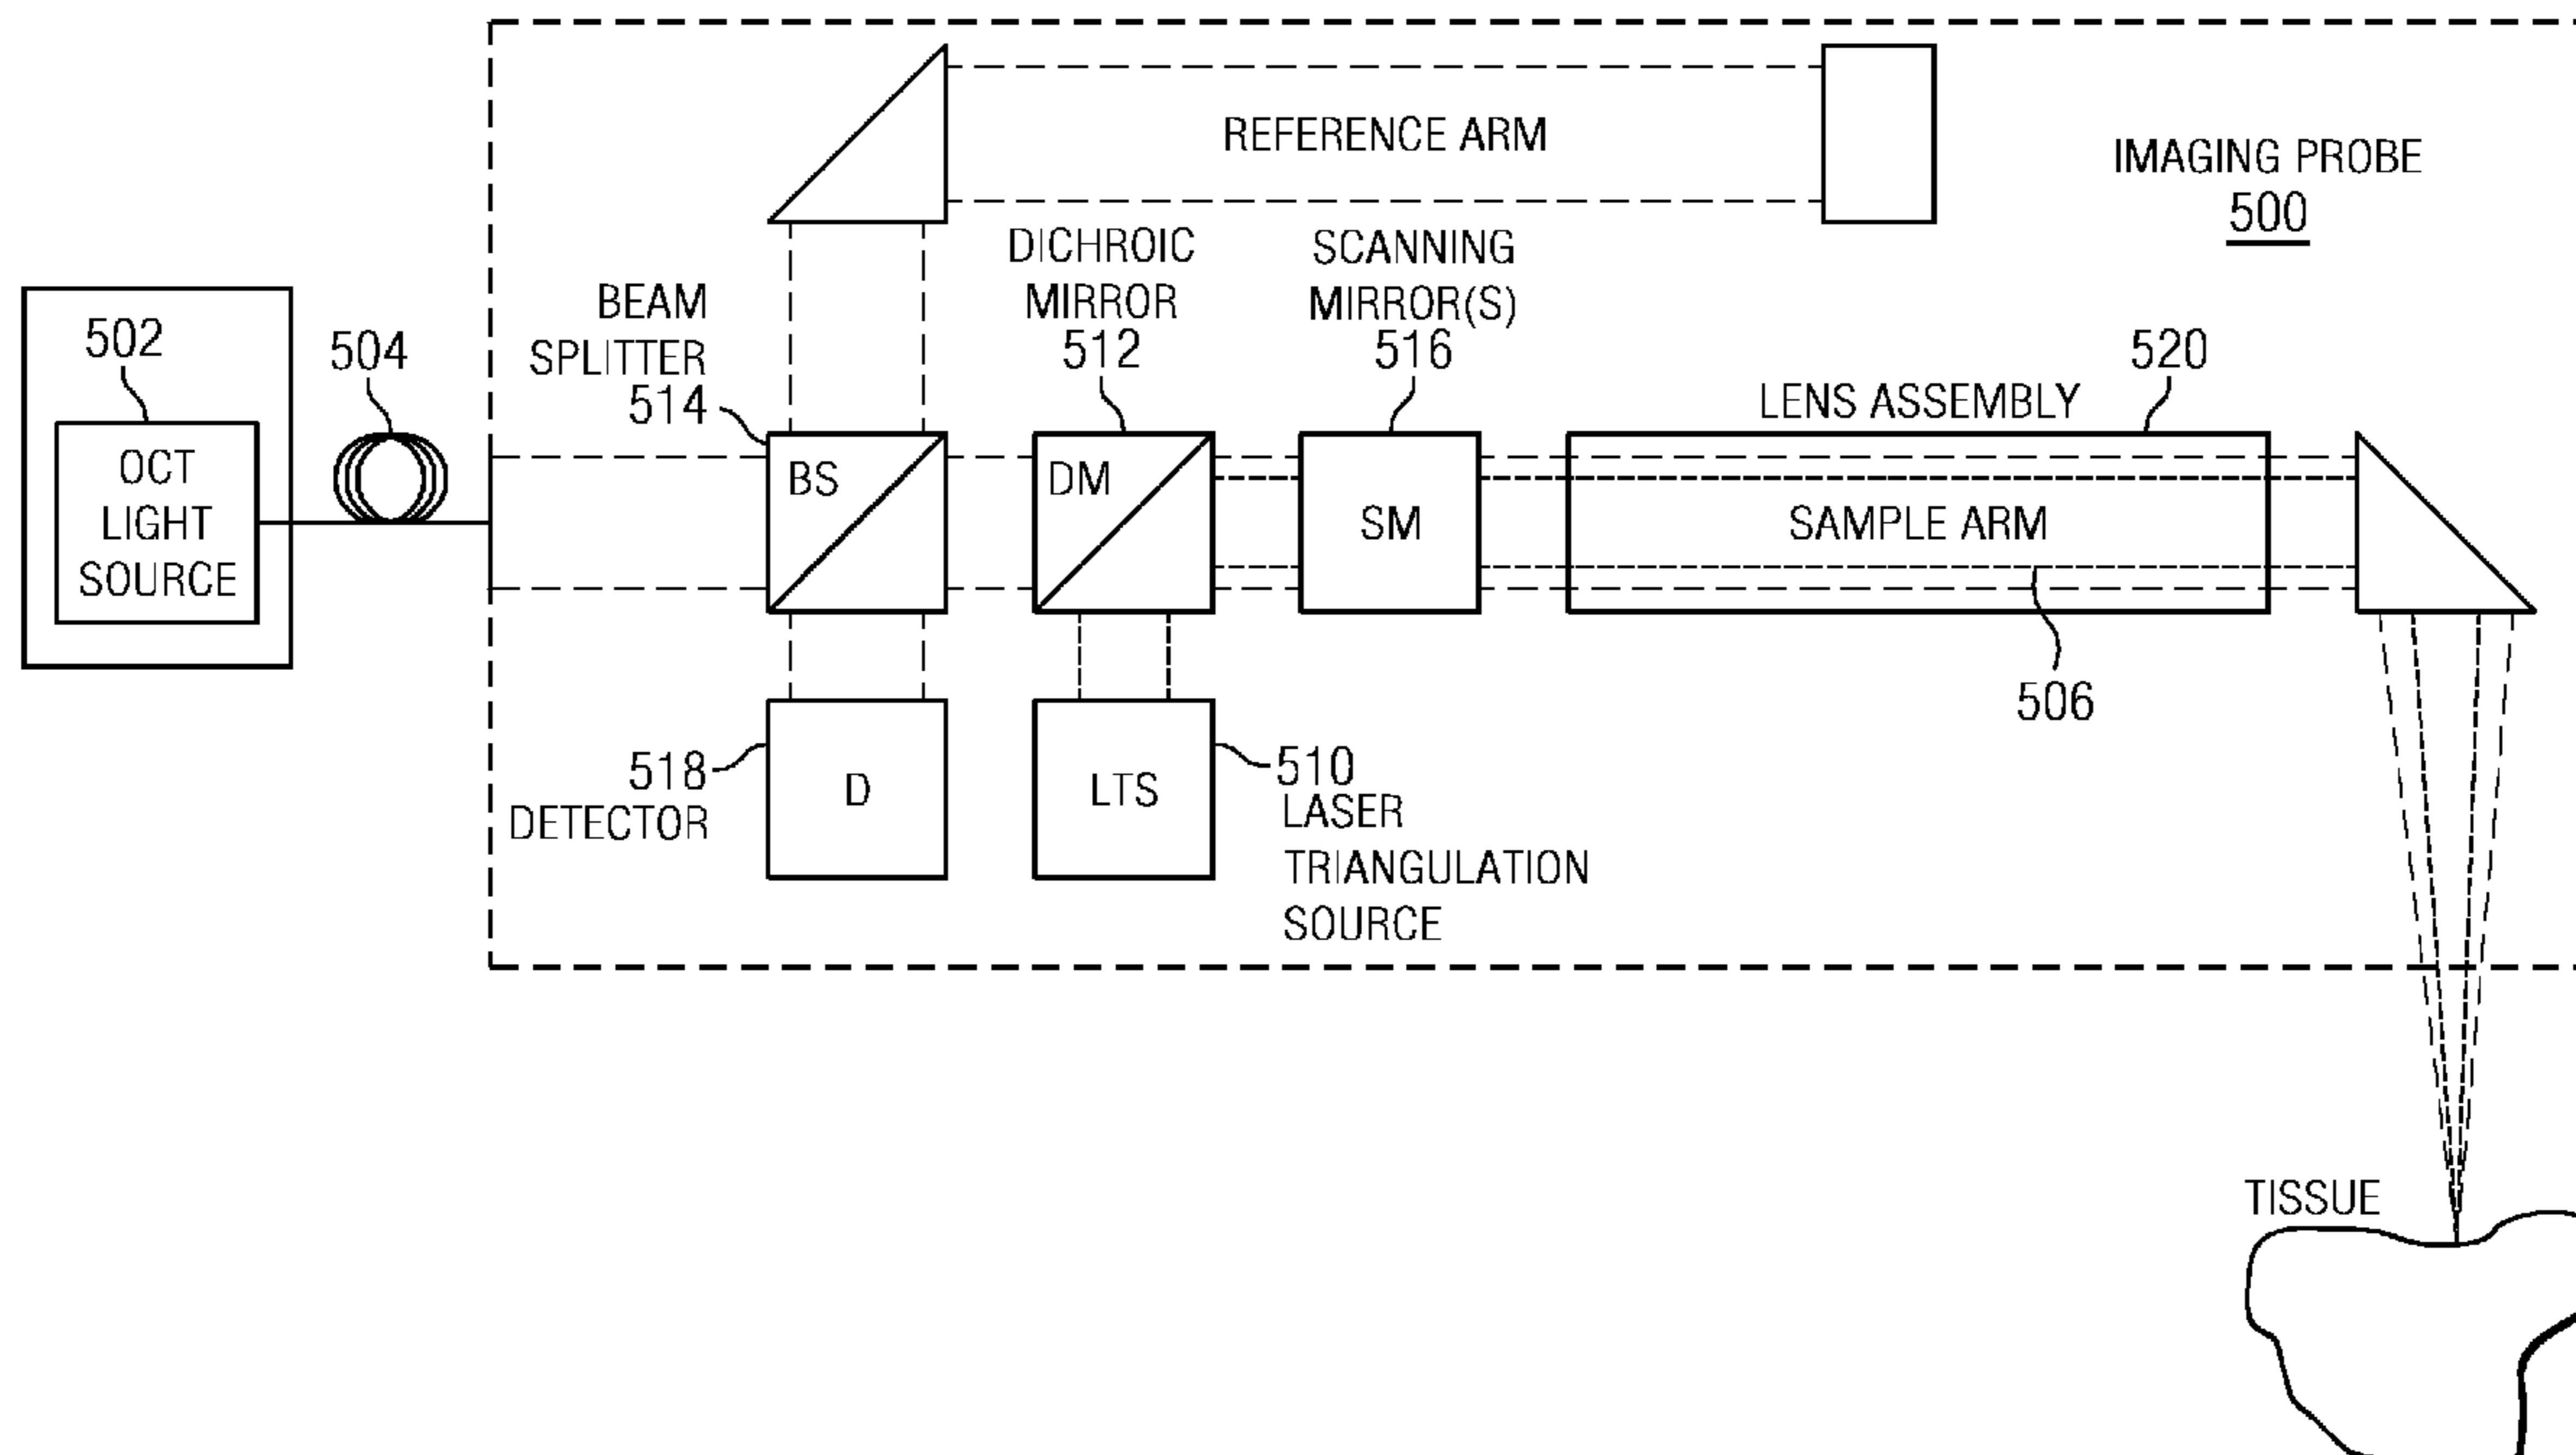 REFERENCE ARM
IMAGING PROBE
500
502
OCT
LIGHT
SOURCE
504
BEAM
SPLITTER
514
BS
DICHROIC
MIRROR
512
DM
SCANNING
MIRROR(S)
516
SM
LENS ASSEMBLY
520
SAMPLE ARM
506
518
DETECTOR
D
LTS
510
LASER
TRIANGULATION
SOURCE
TISSUE